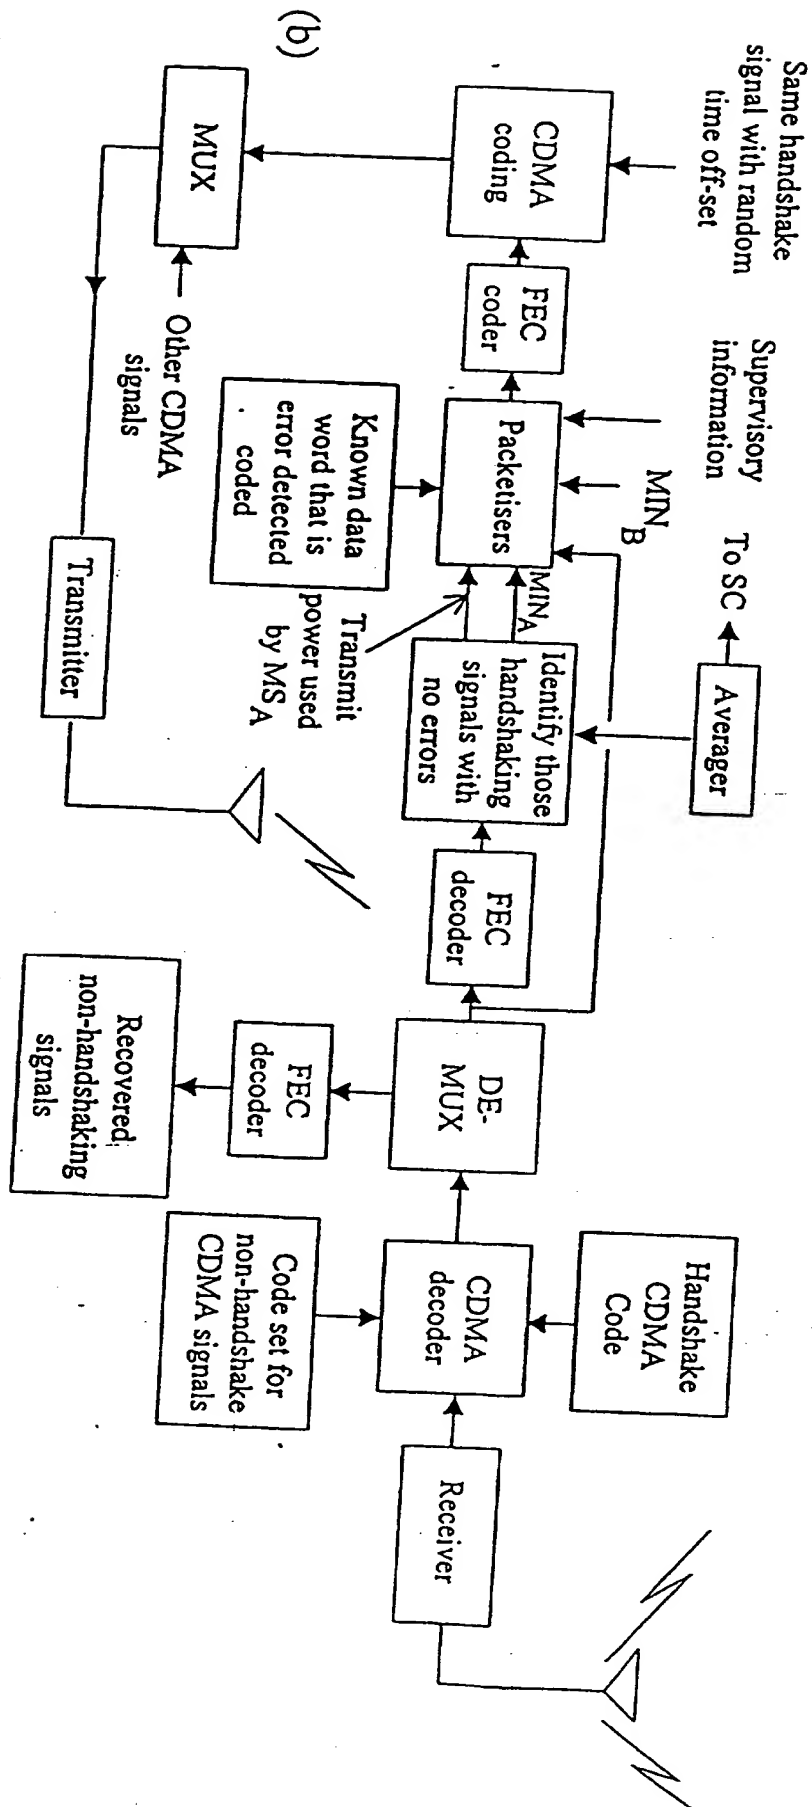 (b)
Same handshake
signal with random
time off-set
Supervisory
information
MIN B
To SC
Averager
CDMA
coding
FEC
coder
Packetisers
MIN A
Identify those
handshaking
signals with
no errors
FEC
decoder
DE-
MUX
CDMA
decoder
Handshake
CDMA
Code
Receiver
MUX
Other CDMA
signals
Known data
word that is
error detected
coded
Transmit
power used
by MS A
Transmitter
FEC
decoder
Recovered
non-handshaking
signals
Code set for
non-handshake
CDMA signals